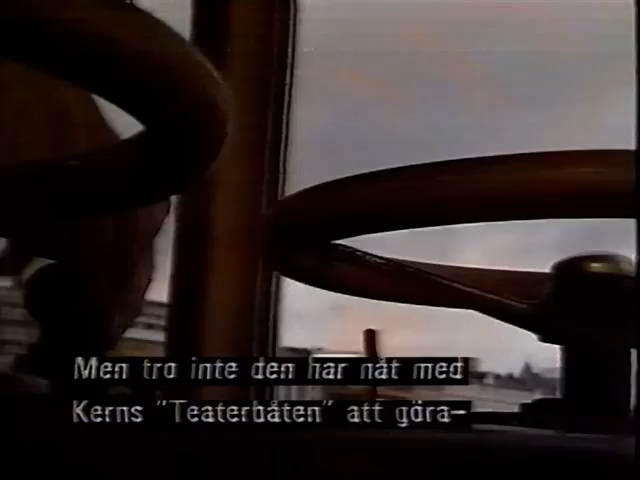 Men tro inte den har nåt med
Kerns "Teaterbåten" att göra-